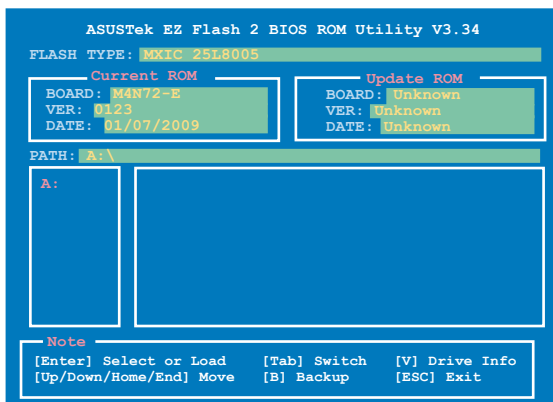 ASUSTek EZ Flash 2 BIOS ROM Utility V3.34
FLASH TYPE: MXIC 25L8005
Current ROM
BOARD: M4N72-E
VER: 0123
DATE: 01/07/2009
Update ROM
BOARD: Unknown
VER: Unknown
DATE: Unknown
PATH: A:\
A:
Note
[Enter] Select or Load [Tab] Switch [V] Drive Info
[Up/Down/Home/End] Move [B] Backup [ESC] Exit